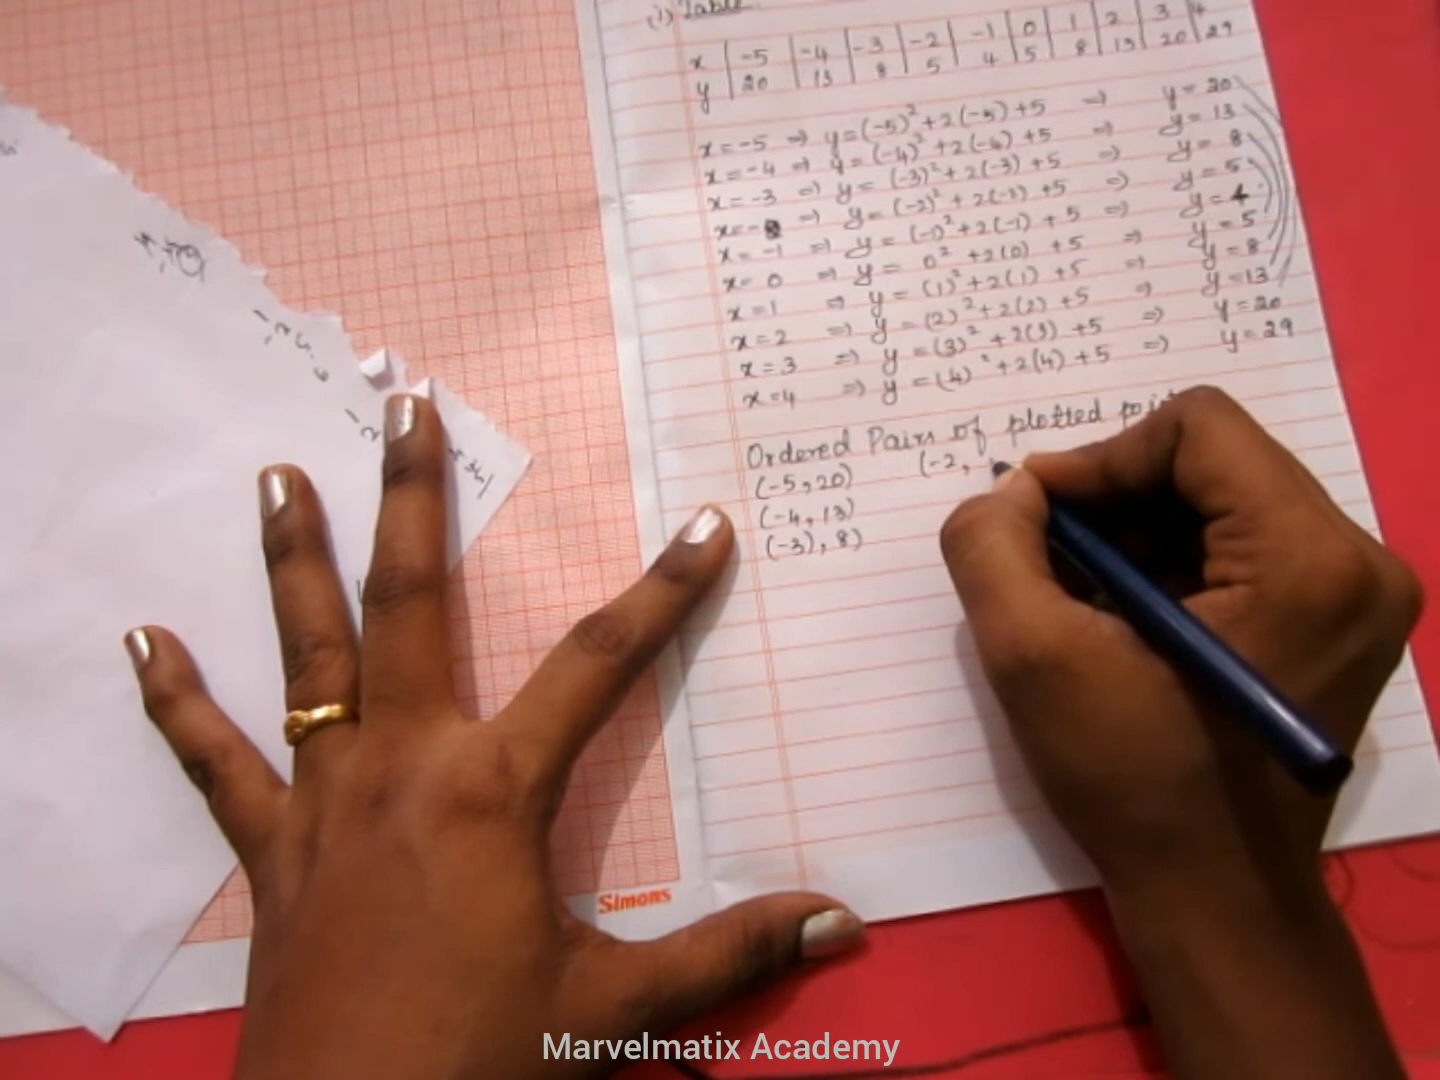 (i) Table
x | -5 | -4 | -3 | -2 | -1 | 0 | 1 | 2 | 3 | 4
y | 20 | 13 | 8 | 5 | 4 | 5 | 8 | 13 | 20 | 29
x = -5 ⇒ y = (-5)² + 2(-5) + 5 ⇒ y = 20
x = -4 ⇒ y = (-4)² + 2(-4) + 5 ⇒ y = 13
x = -3 ⇒ y = (-3)² + 2(-3) + 5 ⇒ y = 8
x = - ⇒ y = (-2)² + 2(-2) + 5 ⇒ y = 5
x = -1 ⇒ y = (-1)² + 2(-1) + 5 ⇒ y = 4
x = 0 ⇒ y = 0² + 2(0) + 5 ⇒ y = 5
x = 1 ⇒ y = (1)² + 2(1) + 5 ⇒ y = 8
x = 2 ⇒ y = (2)² + 2(2) + 5 ⇒ y = 13
x = 3 ⇒ y = (3)² + 2(3) + 5 ⇒ y = 20
x = 4 ⇒ y = (4)² + 2(4) + 5 ⇒ y = 29
Ordered Pairs of plotted
(-5, 20) (-2,
(-4, 13)
(-3), 8)
Simons
Marvelmatix Academy